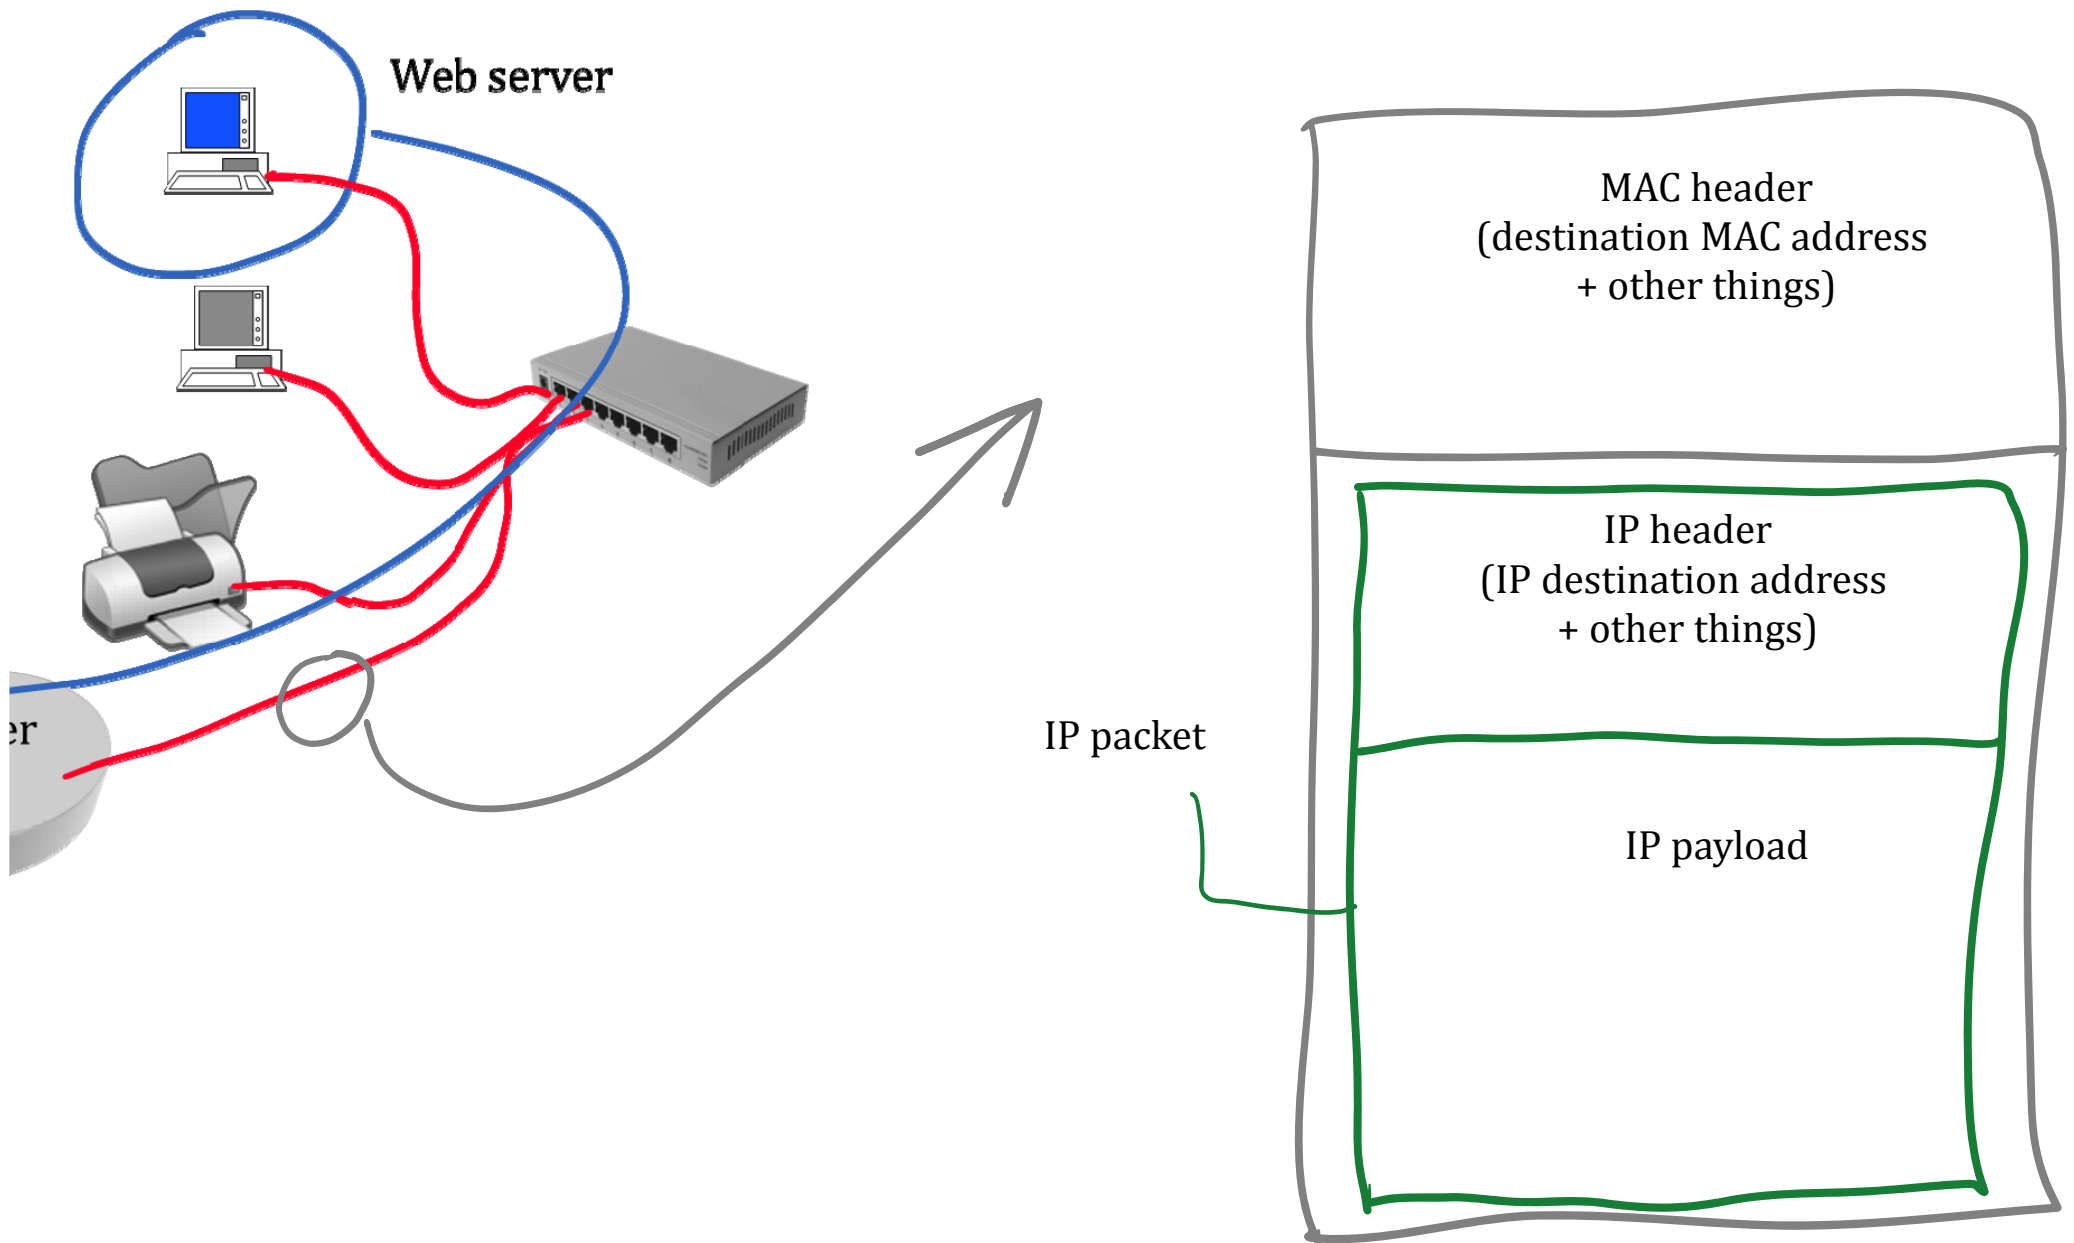 Web server
MAC header
(destination MAC address
+ other things)
IP header
(IP destination address
+ other things)
er
IP packet
IP payload